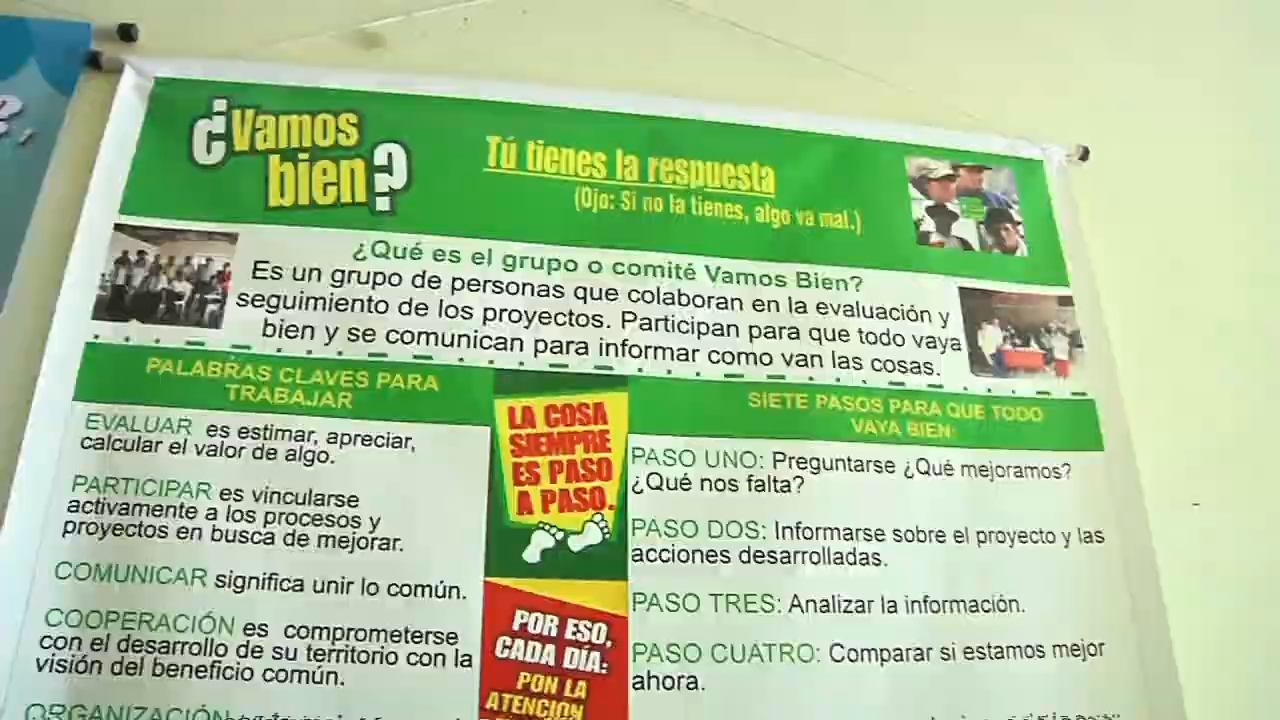 ¿Vamos
bien?
Tú tienes la respuesta
(Ojo: Si no la tienes, algo va mal.)
¿Qué es el grupo o comité Vamos Bien?
Es un grupo de personas que colaboran en la evaluación y
seguimiento de los proyectos. Participan para que todo vaya
bien y se comunican para informar como van las cosas.
PALABRAS CLAVES PARA
TRABAJAR
EVALUAR es estimar, apreciar,
calcular el valor de algo.
PARTICIPAR es vincularse
activamente a los procesos y
proyectos en busca de mejorar.
COMUNICAR significa unir lo común.
COOPERACIÓN es comprometerse
con el desarrollo de su territorio con la
visión del beneficio común.
ORGANIZACIÓN
LA COSA
SIEMPRE
ES PASO
A PASO.
POR ESO,
CADA DÍA:
PON LA
ATENCION
SIETE PASOS PARA QUE TODO
VAYA BIEN:
PASO UNO: Preguntarse ¿Qué mejoramos?
¿Qué nos falta?
PASO DOS: Informarse sobre el proyecto y las
acciones desarrolladas.
PASO TRES: Analizar la información.
PASO CUATRO: Comparar si estamos mejor
ahora.